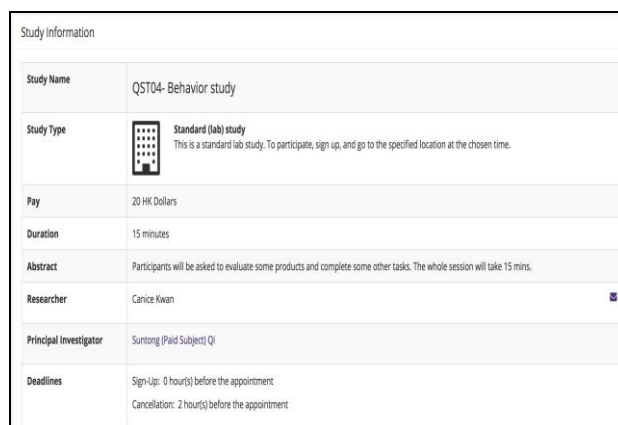 Study Information
Study Name
QST04- Behavior study
Study Type
Standard (lab) study
This is a standard lab study. To participate, sign up, and go to the specified location at the chosen time.
Pay
20 HK Dollars
Duration
15 minutes
Abstract
Participants will be asked to evaluate some products and complete some other tasks. The whole session will take 15 mins.
Researcher
Canice Kwan
Principal Investigator
Suntong (Paid Subject) Qi
Deadlines
Sign-Up: 0 hour(s) before the appointment
Cancellation: 2 hour(s) before the appointment